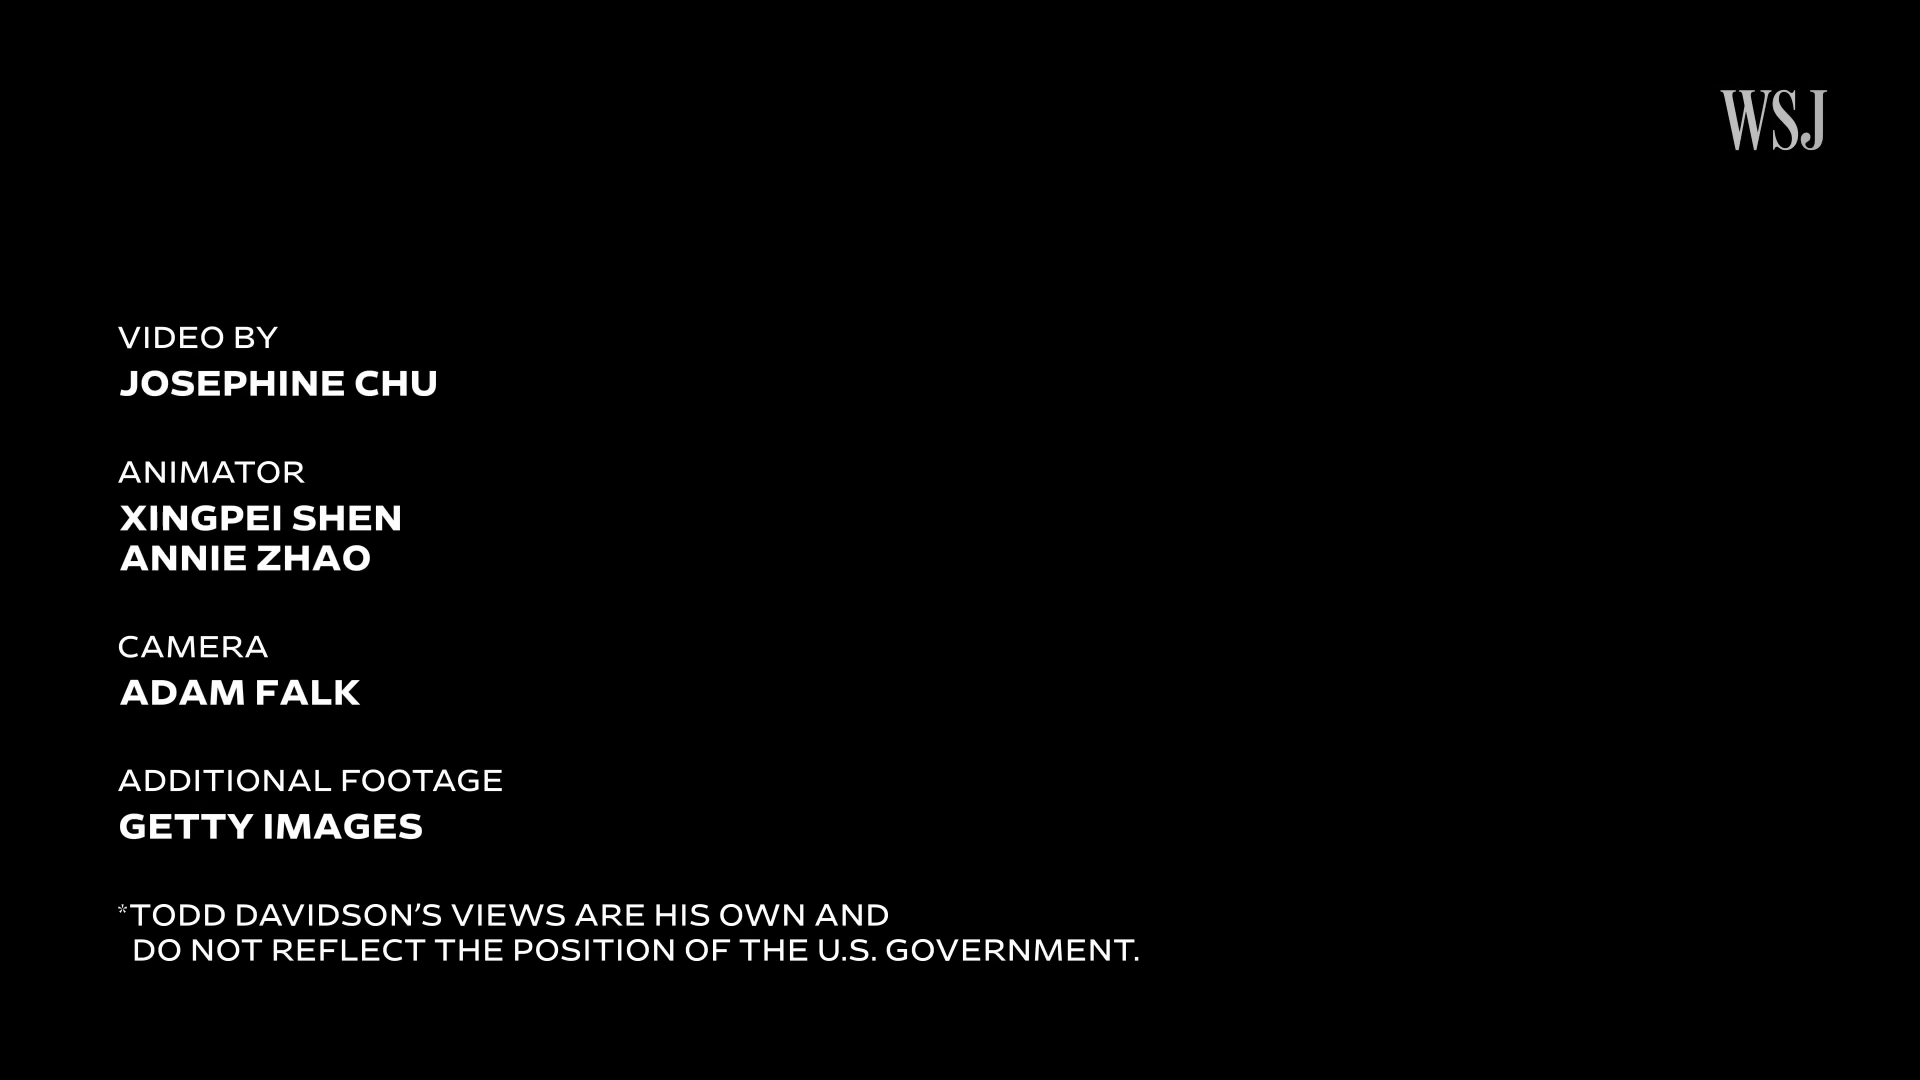 WSJ
VIDEO BY
JOSEPHINE CHU
ANIMATOR
XINGPEI SHEN
ANNIE ZHAO
CAMERA
ADAM FALK
ADDITIONAL FOOTAGE
GETTY IMAGES
*TODD DAVIDSON’S VIEWS ARE HIS OWN AND
DO NOT REFLECT THE POSITION OF THE U.S. GOVERNMENT.